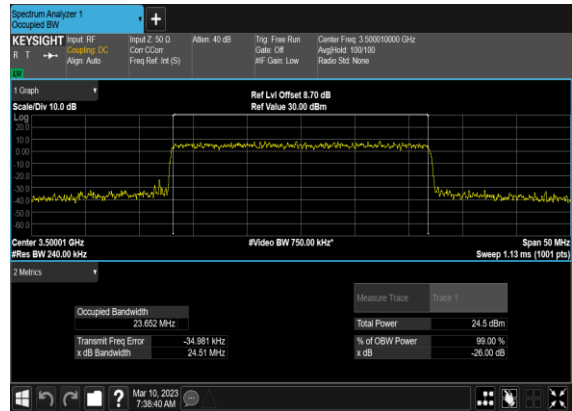 Spectrum Analyzer 1
Occupied BW
+
KEYSIGHT Input: RF Input Z: 50 Ω Atten: 40 dB Trig: Free Run Center Freq: 3.500010000 GHz
R T Coupling: DC Corr CCorr Gate: Off Avg|Hold: 100/100
Align: Auto Freq Ref: Int (S) #IF Gain: Low Radio Std: None
LW
1 Graph
Ref Lvl Offset 8.70 dB
Scale/Div 10.0 dB Ref Value 30.00 dBm
Log
20.0
10.0
0.00
-10.0
-20.0
-30.0
-40.0
-50.0
-60.0
Center 3.50001 GHz #Video BW 750.00 kHz* Span 50 MHz
#Res BW 240.00 kHz Sweep 1.13 ms (1001 pts)
2 Metrics
Measure Trace Trace 1
Occupied Bandwidth
23.652 MHz Total Power 24.5 dBm
Transmit Freq Error -34.981 kHz % of OBW Power 99.00 %
x dB Bandwidth 24.51 MHz x dB -26.00 dB
? Mar 10, 2023
7:38:40 AM